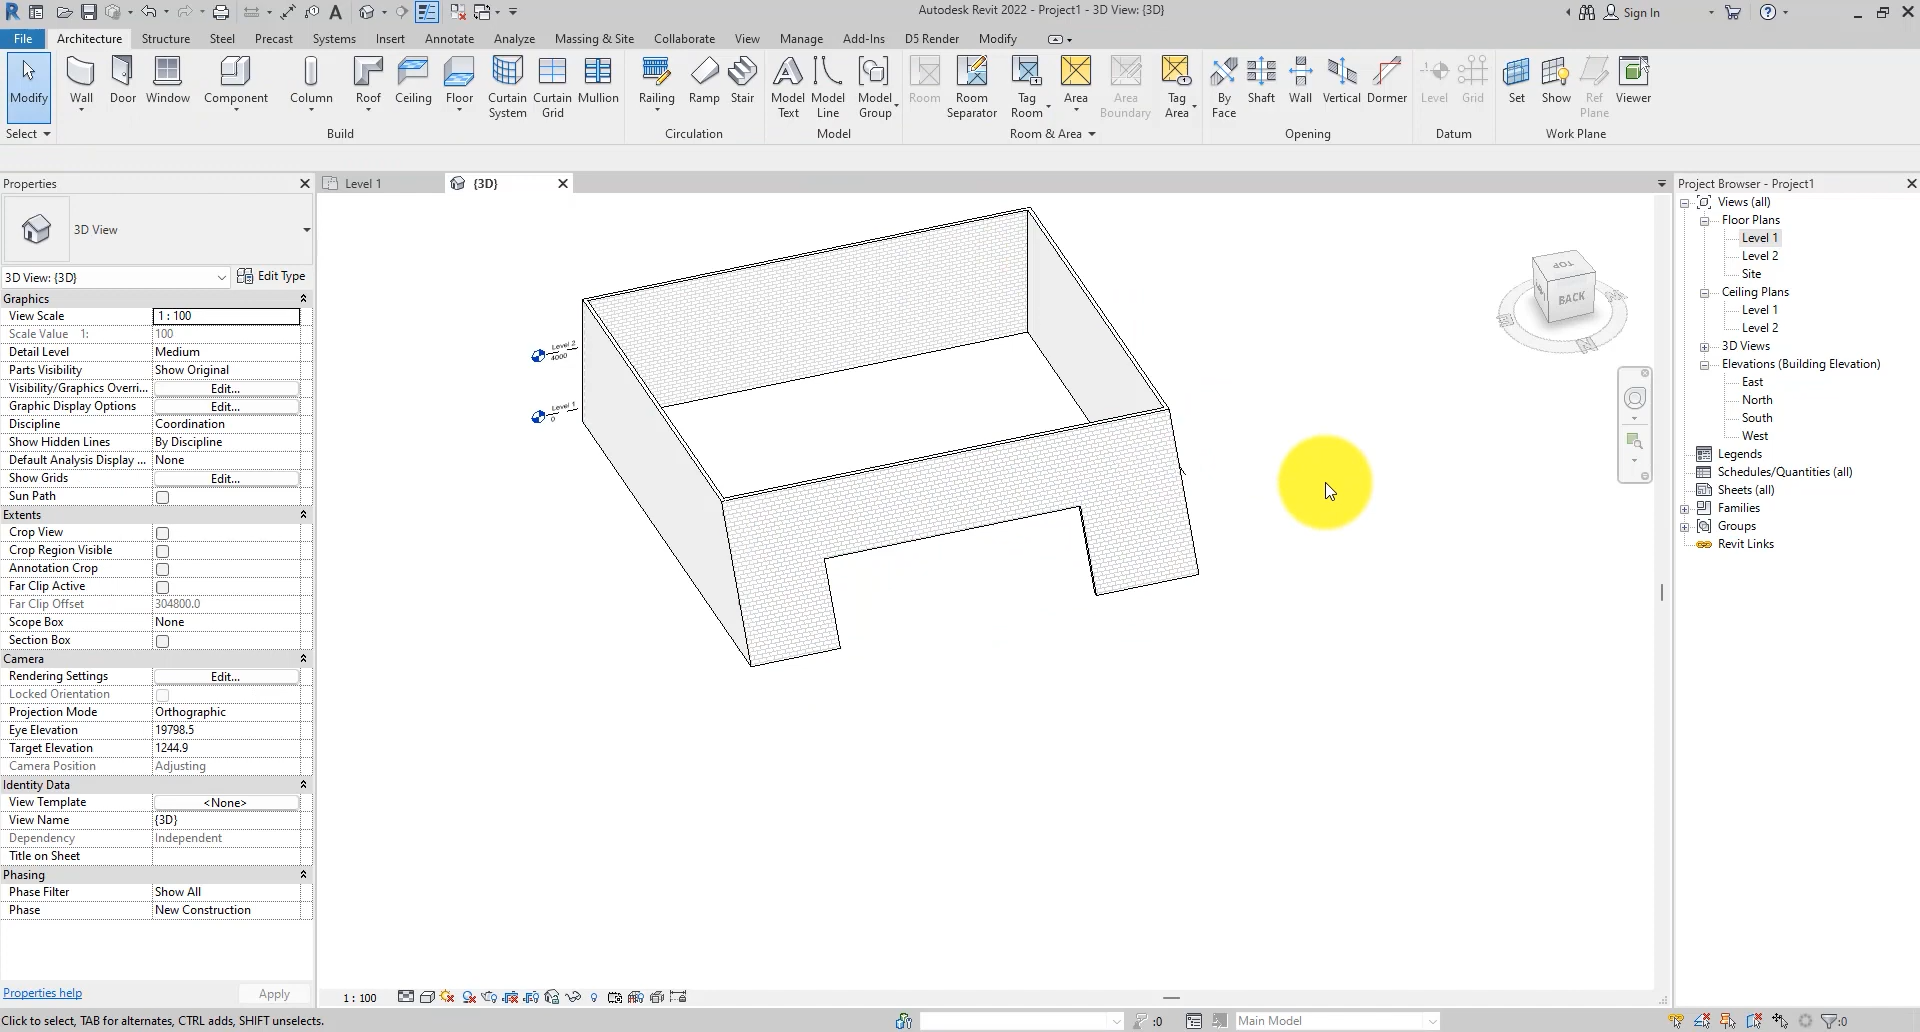 Autodesk Revit 2022 - Project1 - 3D View: {3D}
Sign In
File Architecture Structure Steel Precast Systems Insert Annotate Analyze Massing & Site Collaborate View Manage Add-Ins D5 Render Modify
Modify Wall Door Window Component Column Roof Ceiling Floor Curtain System Curtain Grid Mullion Railing Ramp Stair Model Text Model Line Model Group Room Room Separator Tag Room Area Area Boundary Tag Area By Face Shaft Wall Vertical Dormer Level Grid Set Show Ref Plane Viewer
Select Build Circulation Model Room & Area Opening Datum Work Plane
Properties
3D View
3D View: {3D}
Edit Type
Graphics
View Scale 1 : 100
Scale Value 1: 100
Detail Level Medium
Parts Visibility Show Original
Visibility/Graphics Overri... Edit...
Graphic Display Options Edit...
Discipline Coordination
Show Hidden Lines By Discipline
Default Analysis Display ... None
Show Grids Edit...
Sun Path
Extents
Crop View
Crop Region Visible
Annotation Crop
Far Clip Active
Far Clip Offset 304800.0
Scope Box None
Section Box
Camera
Rendering Settings Edit...
Locked Orientation
Projection Mode Orthographic
Eye Elevation 19798.5
Target Elevation 1244.9
Camera Position Adjusting
Identity Data
View Template <None>
View Name {3D}
Dependency Independent
Title on Sheet
Phasing
Phase Filter Show All
Phase New Construction
Properties help
Apply
Level 1
{3D}
Level 2
4000
Level 1
0
TOP
BACK
1 : 100
Project Browser - Project1
Views (all)
Floor Plans
Level 1
Level 2
Site
Ceiling Plans
Level 1
Level 2
3D Views
Elevations (Building Elevation)
East
North
South
West
Legends
Schedules/Quantities (all)
Sheets (all)
Families
Groups
Revit Links
Click to select, TAB for alternates, CTRL adds, SHIFT unselects.
:0
Main Model
:0